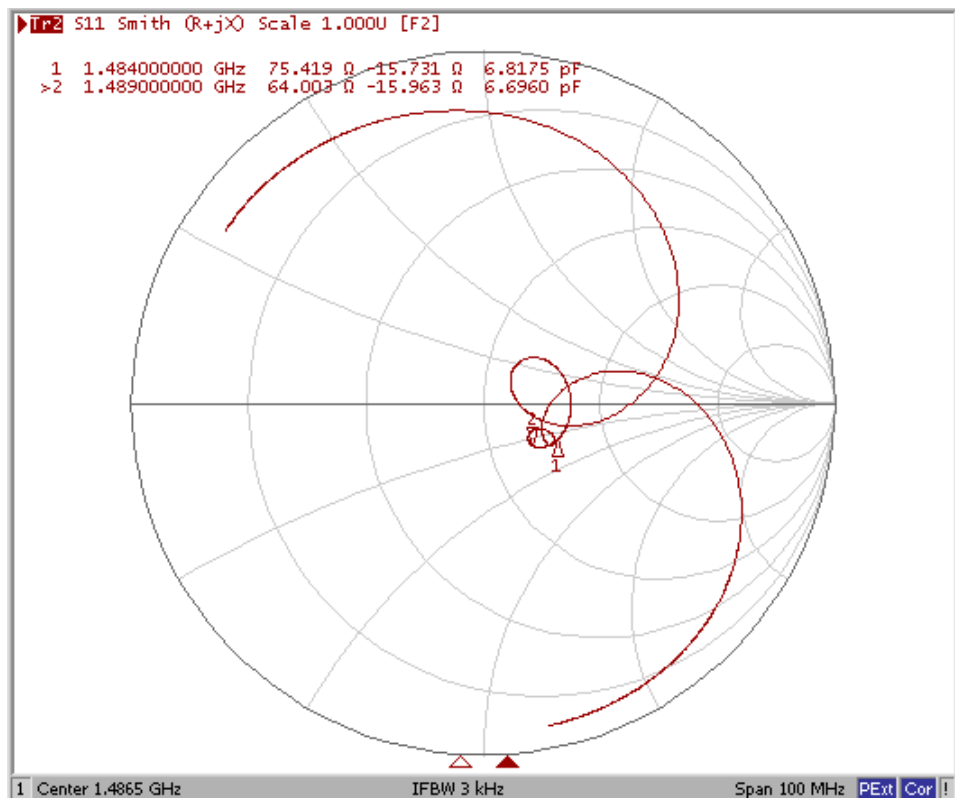 Tr2 S11 Smith (R+jX) Scale 1.000U [F2]
1 1.484000000 GHz 75.419 Ω -15.731 Ω 6.8175 pF
>2 1.489000000 GHz 64.003 Ω -15.963 Ω 6.6960 pF
2
1
1 Center 1.4865 GHz IFBW 3 kHz Span 100 MHz PExt Cor !